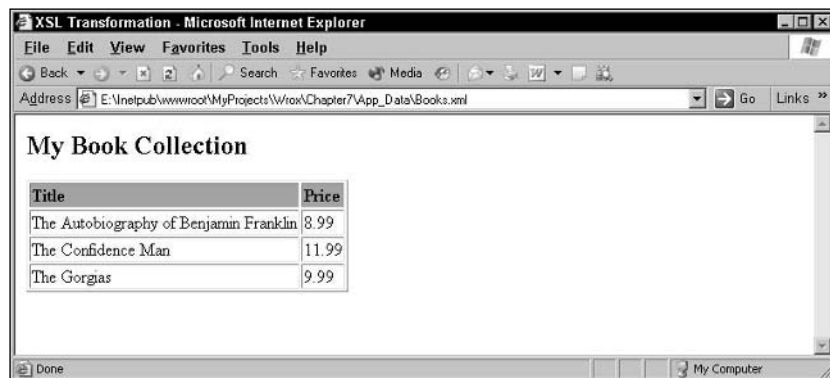 XSL Transformation - Microsoft Internet Explorer
File Edit View Favorites Tools Help
Back Search Favorites Media
Address E:\Inetpub\wwwroot\MyProjects\Wrox\Chapter7\App_Data\Books.xml Go Links »
My Book Collection
Title Price
The Autobiography of Benjamin Franklin 8.99
The Confidence Man 11.99
The Gorgias 9.99
Done My Computer